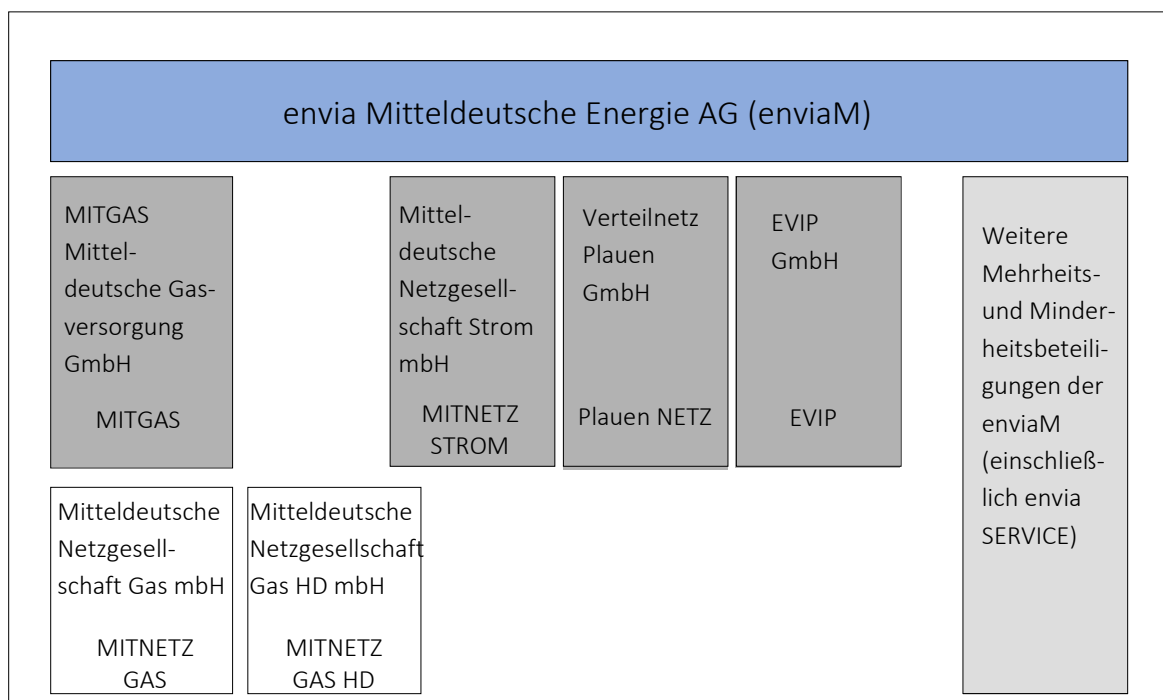 envia Mitteldeutsche Energie AG (enviaM)
MITGAS
Mittel-
deutsche Gas-
versorgung
GmbH
MITGAS
Mittel-
deutsche
Netzgesell-
schaft Strom
mbH
MITNETZ
STROM
Verteilnetz
Plauen
GmbH
Plauen NETZ
EVIP
GmbH
EVIP
Weitere
Mehrheits-
und Minder-
heitsbeteili-
gungen der
enviaM
(einschließ-
lich envia
SERVICE)
Mitteldeutsche
Netzgesell-
schaft Gas mbH
MITNETZ
GAS
Mitteldeutsche
Netzgesellschaft
Gas HD mbH
MITNETZ
GAS HD